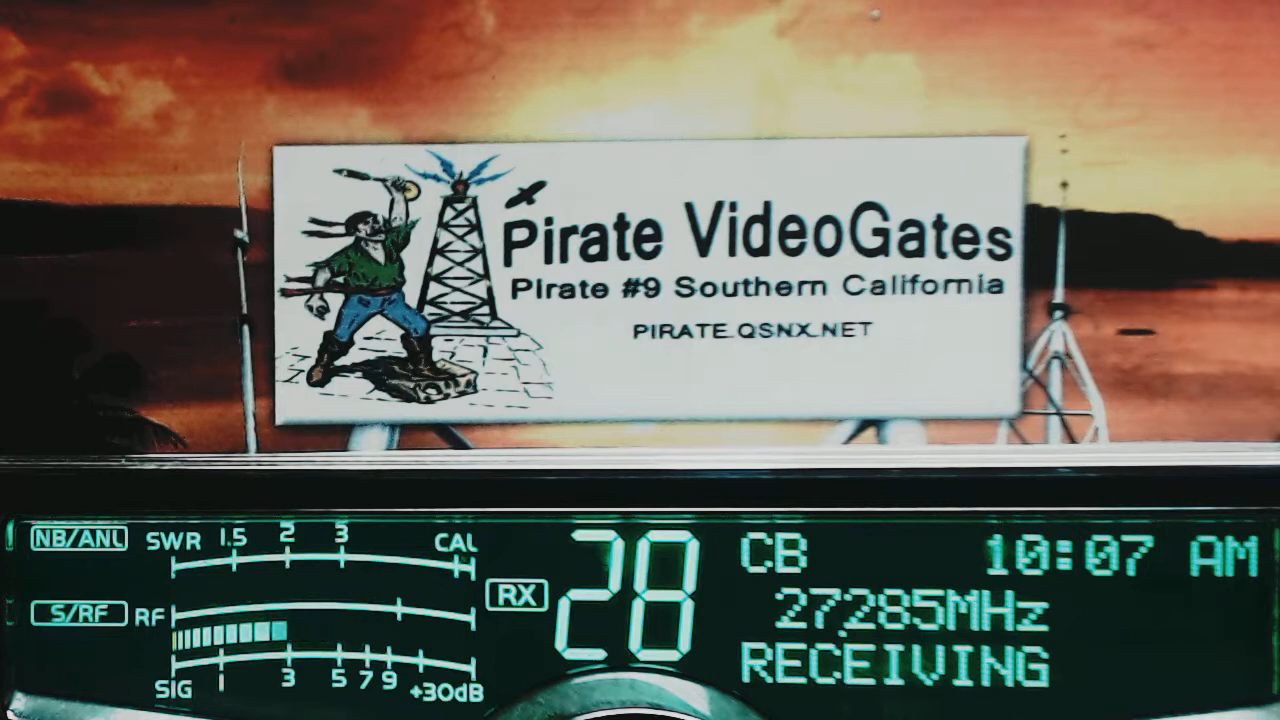 Pirate VideoGates
Pirate #9 Southern California
PIRATE.QSNX.NET
NB/ANL SWR 1.5 2 3 CAL
S/RF RF
SIG 1 3 5 7 9 +30dB
RX 28
CB 10:07 AM
27.285MHz
RECEIVING